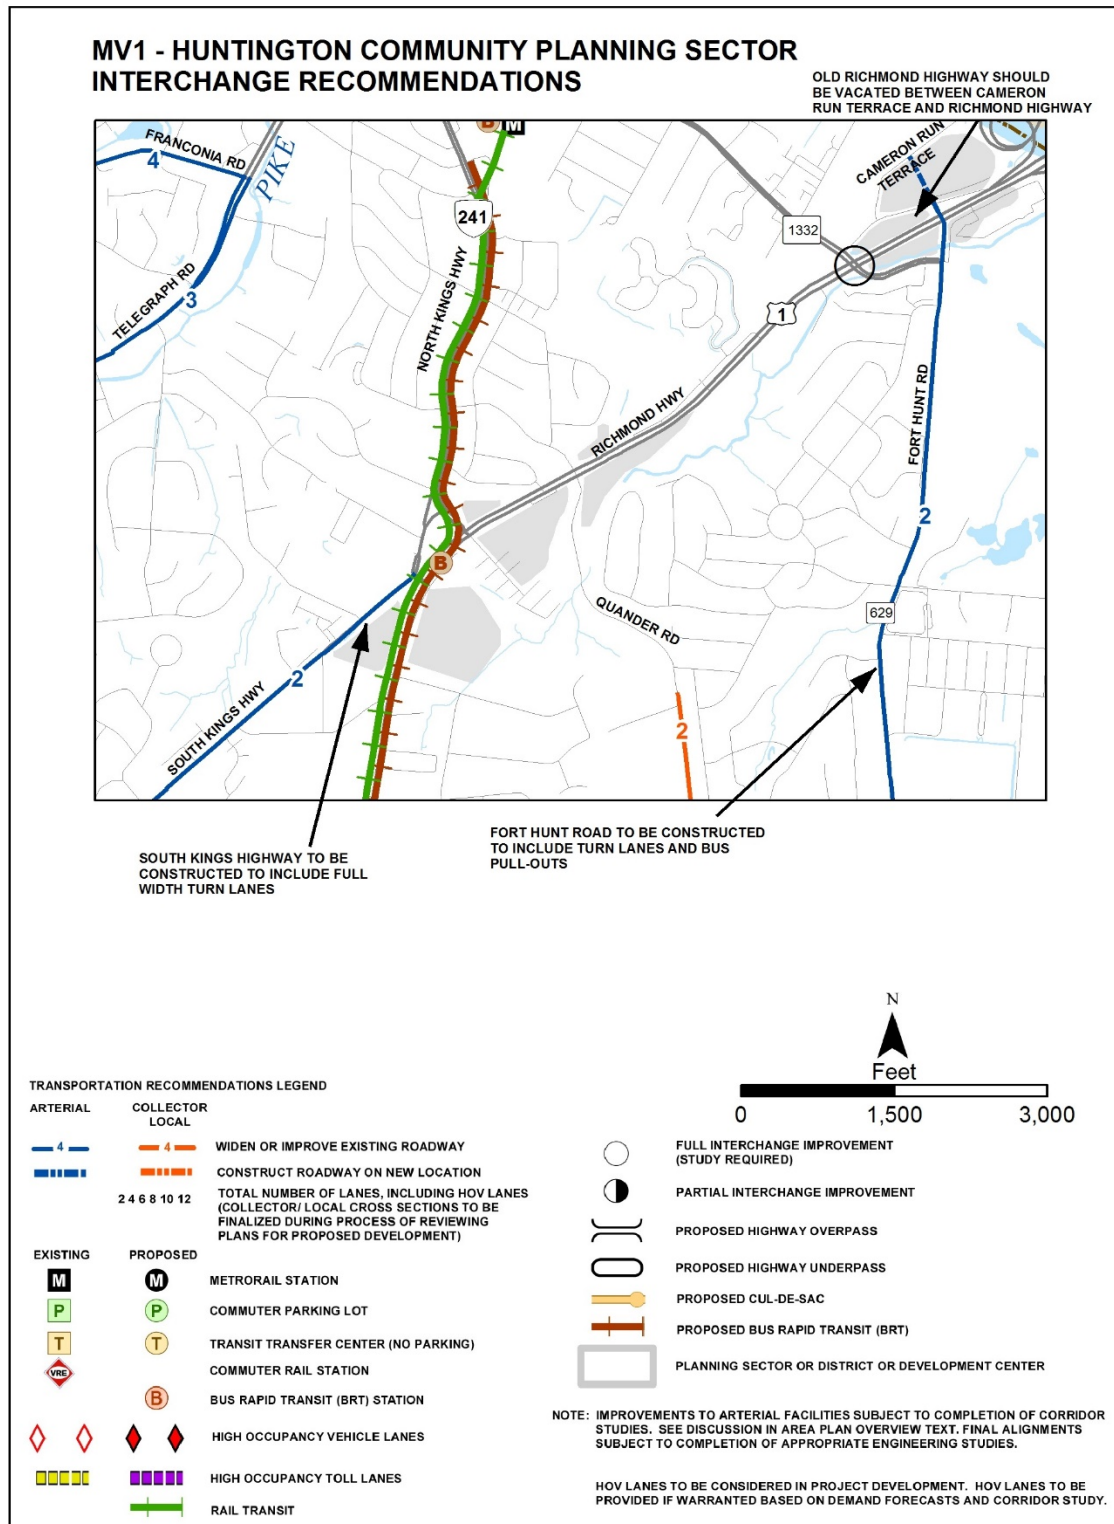 MV1 - HUNTINGTON COMMUNITY PLANNING SECTOR
INTERCHANGE RECOMMENDATIONS
OLD RICHMOND HIGHWAY SHOULD
BE VACATED BETWEEN CAMERON
RUN TERRACE AND RICHMOND HIGHWAY
FRANCONIA RD
4
PIKE
B
M
CAMERON RUN
TERRACE
241
1332
TELEGRAPH RD
3
NORTH KINGS HWY
1
RICHMOND HWY
FORT HUNT RD
2
B
QUANDER RD
629
2
SOUTH KINGS HWY
2
SOUTH KINGS HIGHWAY TO BE
CONSTRUCTED TO INCLUDE FULL
WIDTH TURN LANES
FORT HUNT ROAD TO BE CONSTRUCTED
TO INCLUDE TURN LANES AND BUS
PULL-OUTS
N
Feet
0 1,500 3,000
TRANSPORTATION RECOMMENDATIONS LEGEND
ARTERIAL
COLLECTOR
LOCAL
4 4 WIDEN OR IMPROVE EXISTING ROADWAY
CONSTRUCT ROADWAY ON NEW LOCATION
2 4 6 8 10 12 TOTAL NUMBER OF LANES, INCLUDING HOV LANES
(COLLECTOR/ LOCAL CROSS SECTIONS TO BE
FINALIZED DURING PROCESS OF REVIEWING
PLANS FOR PROPOSED DEVELOPMENT)
EXISTING PROPOSED
M M METRORAIL STATION
P P COMMUTER PARKING LOT
T T TRANSIT TRANSFER CENTER (NO PARKING)
VRE COMMUTER RAIL STATION
B BUS RAPID TRANSIT (BRT) STATION
HIGH OCCUPANCY VEHICLE LANES
HIGH OCCUPANCY TOLL LANES
RAIL TRANSIT
FULL INTERCHANGE IMPROVEMENT
(STUDY REQUIRED)
PARTIAL INTERCHANGE IMPROVEMENT
PROPOSED HIGHWAY OVERPASS
PROPOSED HIGHWAY UNDERPASS
PROPOSED CUL-DE-SAC
PROPOSED BUS RAPID TRANSIT (BRT)
PLANNING SECTOR OR DISTRICT OR DEVELOPMENT CENTER
NOTE: IMPROVEMENTS TO ARTERIAL FACILITIES SUBJECT TO COMPLETION OF CORRIDOR
STUDIES. SEE DISCUSSION IN AREA PLAN OVERVIEW TEXT. FINAL ALIGNMENTS
SUBJECT TO COMPLETION OF APPROPRIATE ENGINEERING STUDIES.
HOV LANES TO BE CONSIDERED IN PROJECT DEVELOPMENT. HOV LANES TO BE
PROVIDED IF WARRANTED BASED ON DEMAND FORECASTS AND CORRIDOR STUDY.